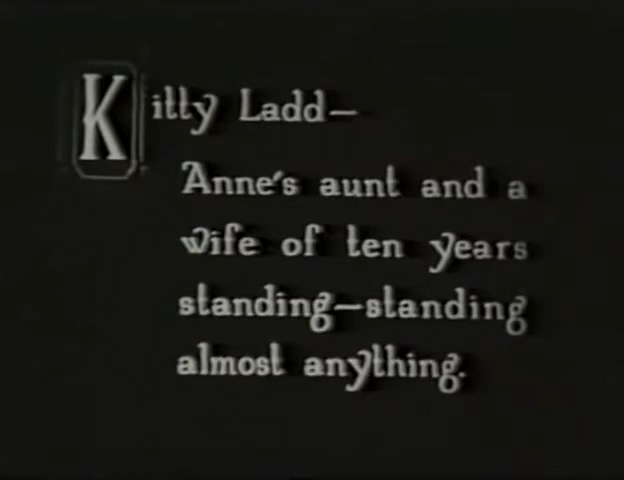 Kitty Ladd—
Anne's aunt and a
wife of ten years
standing—standing
almost anything.